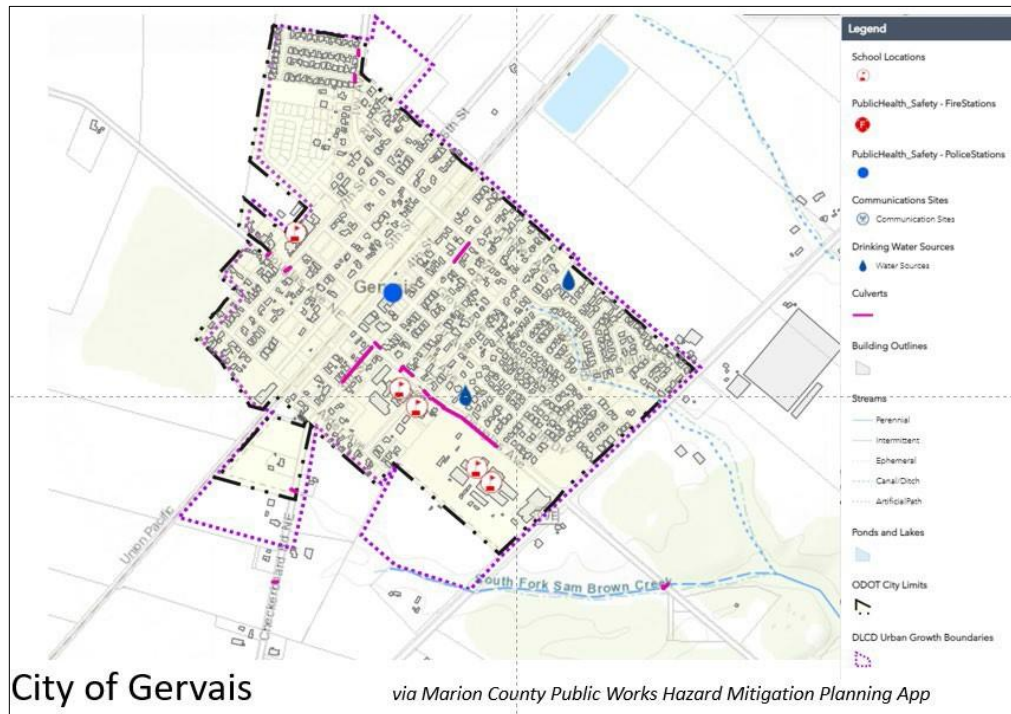 Legend
School Locations
PublicHealth_Safety - FireStations
F
PublicHealth_Safety - PoliceStations
Communications Sites
Communication Sites
Drinking Water Sources
Water Sources
Culverts
Building Outlines
Streams
Perennial
Intermittent
Ephemeral
Canal/Ditch
ArtificialPath
Ponds and Lakes
ODOT City Limits
DLCD Urban Growth Boundaries
Gervais
Union Pacific
South Fork Sam Brown Creek
City of Gervais
via Marion County Public Works Hazard Mitigation Planning App